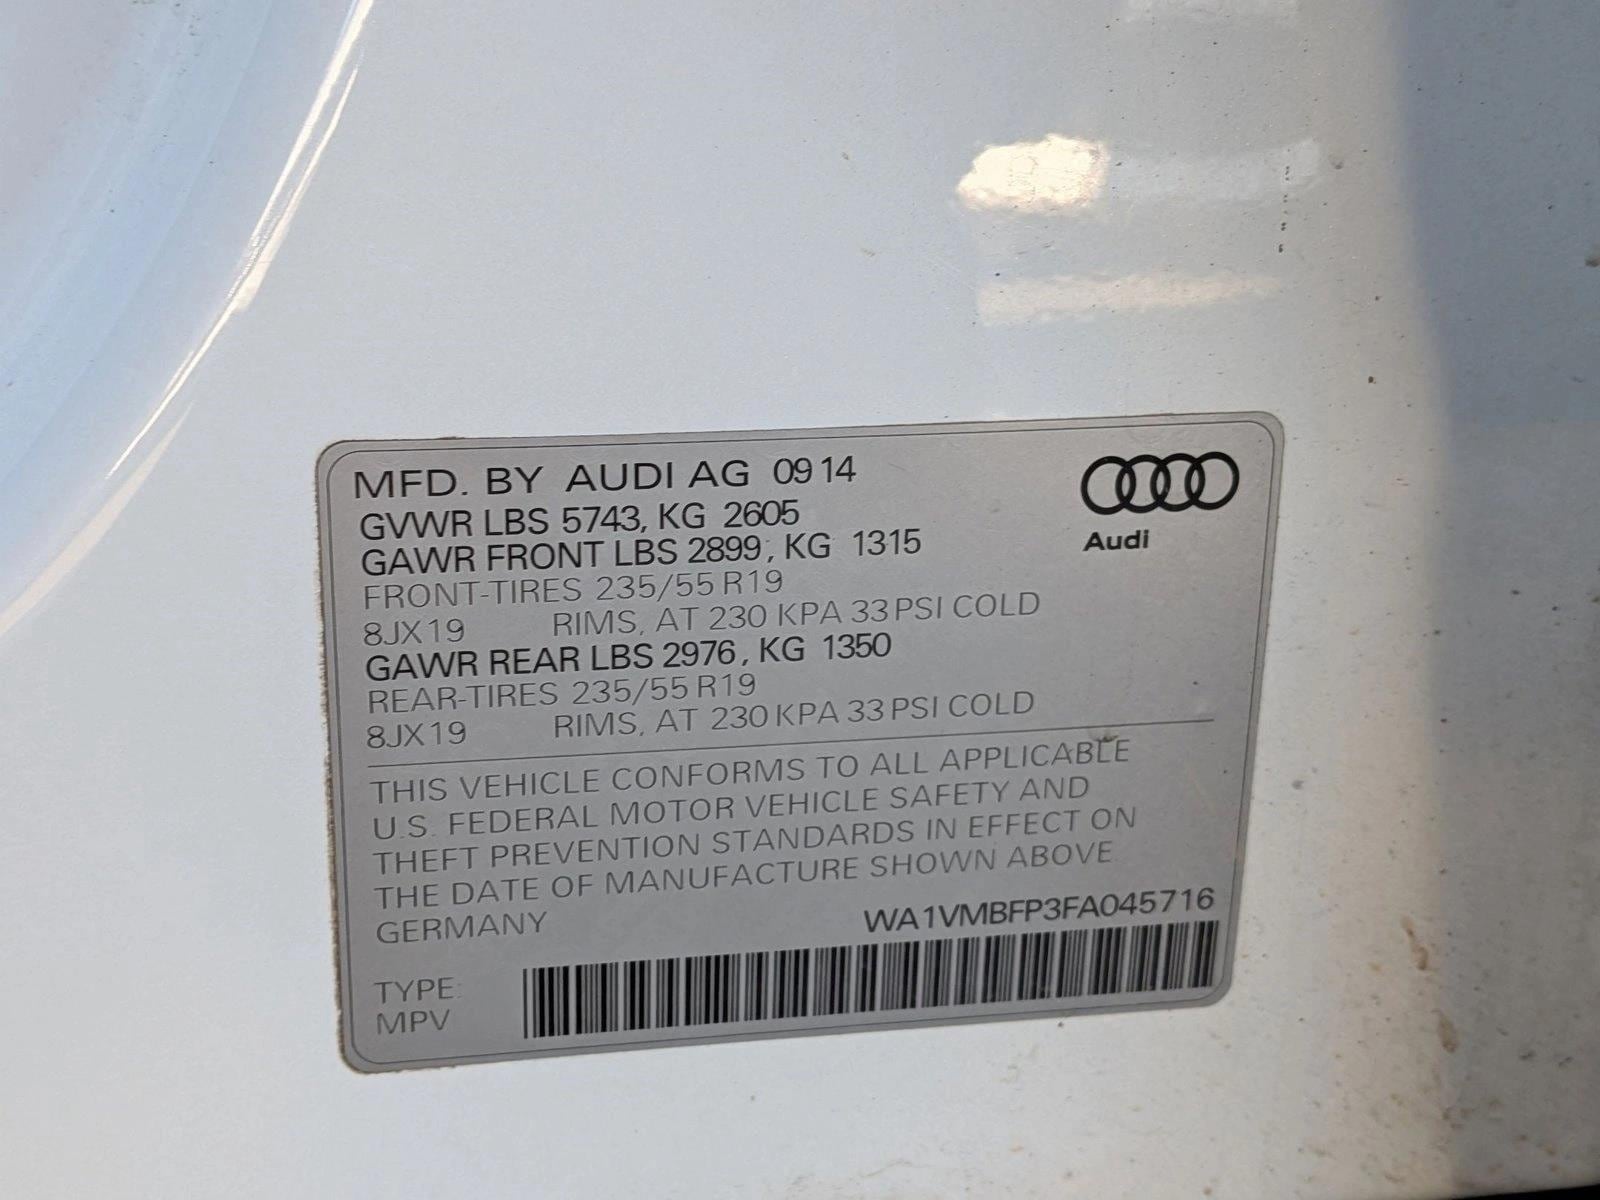 MFD. BY AUDI AG 09 14
GVWR LBS 5743, KG 2605
GAWR FRONT LBS 2899, KG 1315
FRONT-TIRES 235/55 R19
8JX19 RIMS, AT 230 KPA 33 PSI COLD
GAWR REAR LBS 2976, KG 1350
REAR-TIRES 235/55 R19
8JX19 RIMS, AT 230 KPA 33 PSI COLD
Audi
THIS VEHICLE CONFORMS TO ALL APPLICABLE
U.S. FEDERAL MOTOR VEHICLE SAFETY AND
THEFT PREVENTION STANDARDS IN EFFECT ON
THE DATE OF MANUFACTURE SHOWN ABOVE
GERMANY WA1VMBFP3FA045716
TYPE:
MPV